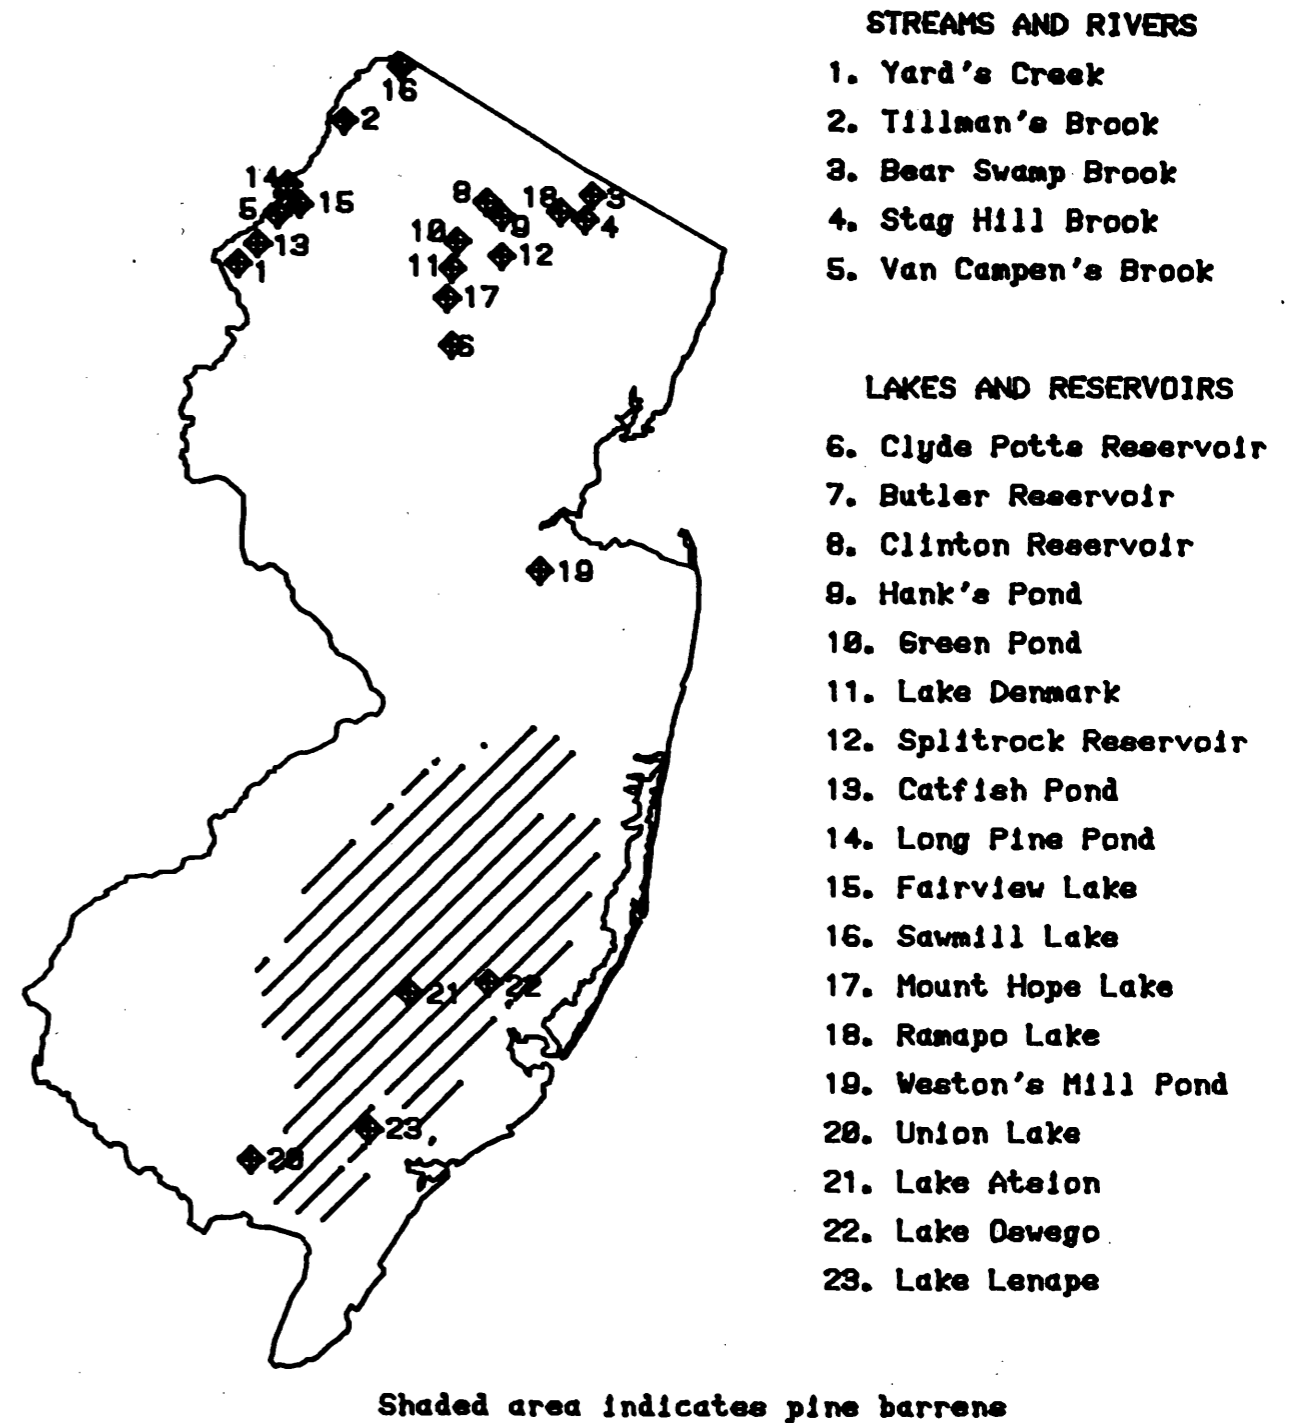 STREAMS AND RIVERS
1. Yard's Creek
2. Tillman's Brook
3. Bear Swamp Brook
4. Stag Hill Brook
5. Van Campen's Brook
LAKES AND RESERVOIRS
6. Clyde Potts Reservoir
7. Butler Reservoir
8. Clinton Reservoir
9. Hank's Pond
10. Green Pond
11. Lake Denmark
12. Splitrock Reservoir
13. Catfish Pond
14. Long Pine Pond
15. Fairview Lake
16. Sawmill Lake
17. Mount Hope Lake
18. Ramapo Lake
19. Weston's Mill Pond
20. Union Lake
21. Lake Atsion
22. Lake Oswego
23. Lake Lenape
16
2
14
15
5
13
1
8
18
3
9
4
10
12
11
17
6
19
21
22
23
20
Shaded area indicates pine barrens